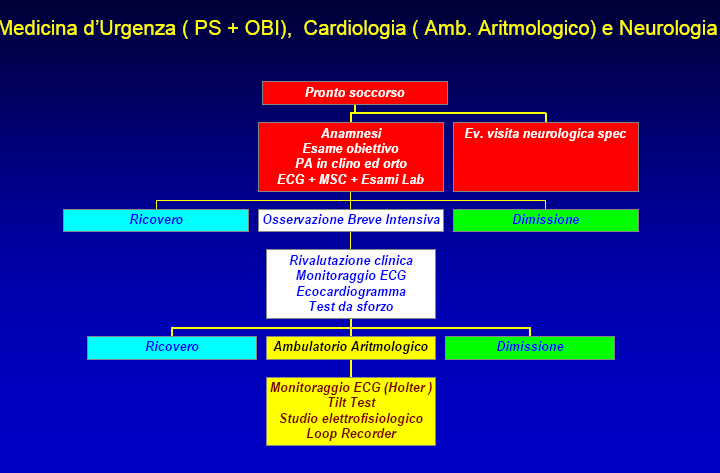 Medicina d'Urgenza ( PS + OBI), Cardiologia ( Amb. Aritmologico) e Neurologia
Pronto soccorso
Anamnesi
Esame obiettivo
PA in clino ed orto
ECG + MSC + Esami Lab
Ev. visita neurologica spec
Ricovero
Osservazione Breve Intensiva
Dimissione
Rivalutazione clinica
Monitoraggio ECG
Ecocardiogramma
Test da sforzo
Ricovero
Ambulatorio Aritmologico
Dimissione
Monitoraggio ECG (Holter )
Tilt Test
Studio elettrofisiologico
Loop Recorder